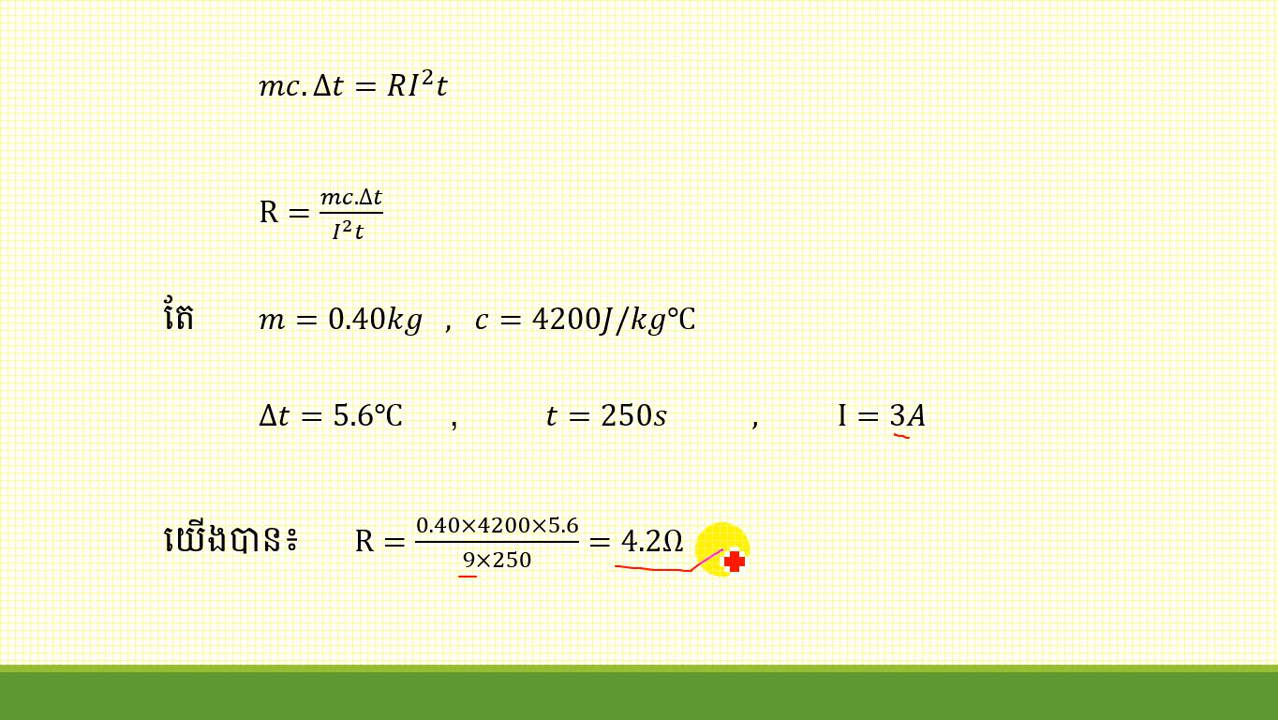 mc.Δt = RI²t
R = mc.Δt / I²t
តែ m = 0.40kg , c = 4200J/kg℃
Δt = 5.6℃ , t = 250s , I = 3A
យើងបាន៖ R = 0.40×4200×5.6 / 9×250 = 4.2Ω